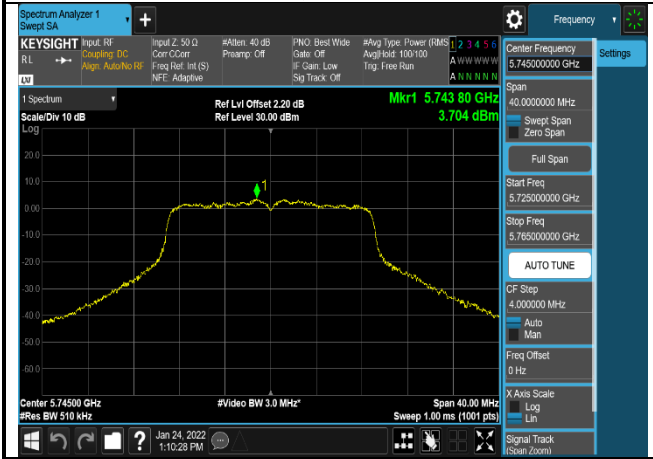 Spectrum Analyzer 1
Swept SA
+
Frequency
KEYSIGHT
Input: RF
Coupling: DC
Align: Auto/No RF
Input Z: 50 Ω
Corr CCorr
Freq Ref: Int (S)
NFE: Adaptive
#Atten: 40 dB
Preamp: Off
PNO: Best Wide
Gate: Off
IF Gain: Low
Sig Track: Off
#Avg Type: Power (RMS)
Avg|Hold: 100/100
Trig: Free Run
1 2 3 4 5 6
A W W W W W
A N N N N N
R L
LXI
1 Spectrum
Scale/Div 10 dB
Log
Ref Lvl Offset 2.20 dB
Ref Level 30.00 dBm
Mkr1 5.743 80 GHz
3.704 dBm
20.0
10.0
0.00
-10.0
-20.0
-30.0
-40.0
-50.0
-60.0
1
Center 5.74500 GHz
#Res BW 510 kHz
#Video BW 3.0 MHz*
Span 40.00 MHz
Sweep 1.00 ms (1001 pts)
Center Frequency
5.745000000 GHz
Settings
Span
40.0000000 MHz
Swept Span
Zero Span
Full Span
Start Freq
5.725000000 GHz
Stop Freq
5.765000000 GHz
AUTO TUNE
CF Step
4.000000 MHz
Auto
Man
Freq Offset
0 Hz
X Axis Scale
Log
Lin
Signal Track
(Span Zoom)
?
Jan 24, 2022
1:10:28 PM